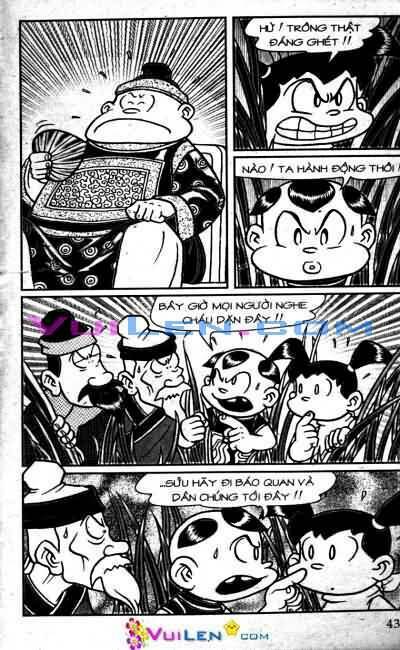 HỪ ! TRÔNG THẬT
ĐÁNG GHÉT !!
NÀO ! TA HÀNH ĐỘNG THÔI !
BÂY GIỜ MỌI NGƯỜI NGHE
CHÁU DẶN ĐÂY !!
VUILEN.COM
...SỬU HÃY ĐI BÁO QUAN VÀ
DÂN CHÚNG TỚI ĐÂY !!
43
VUILEN.COM